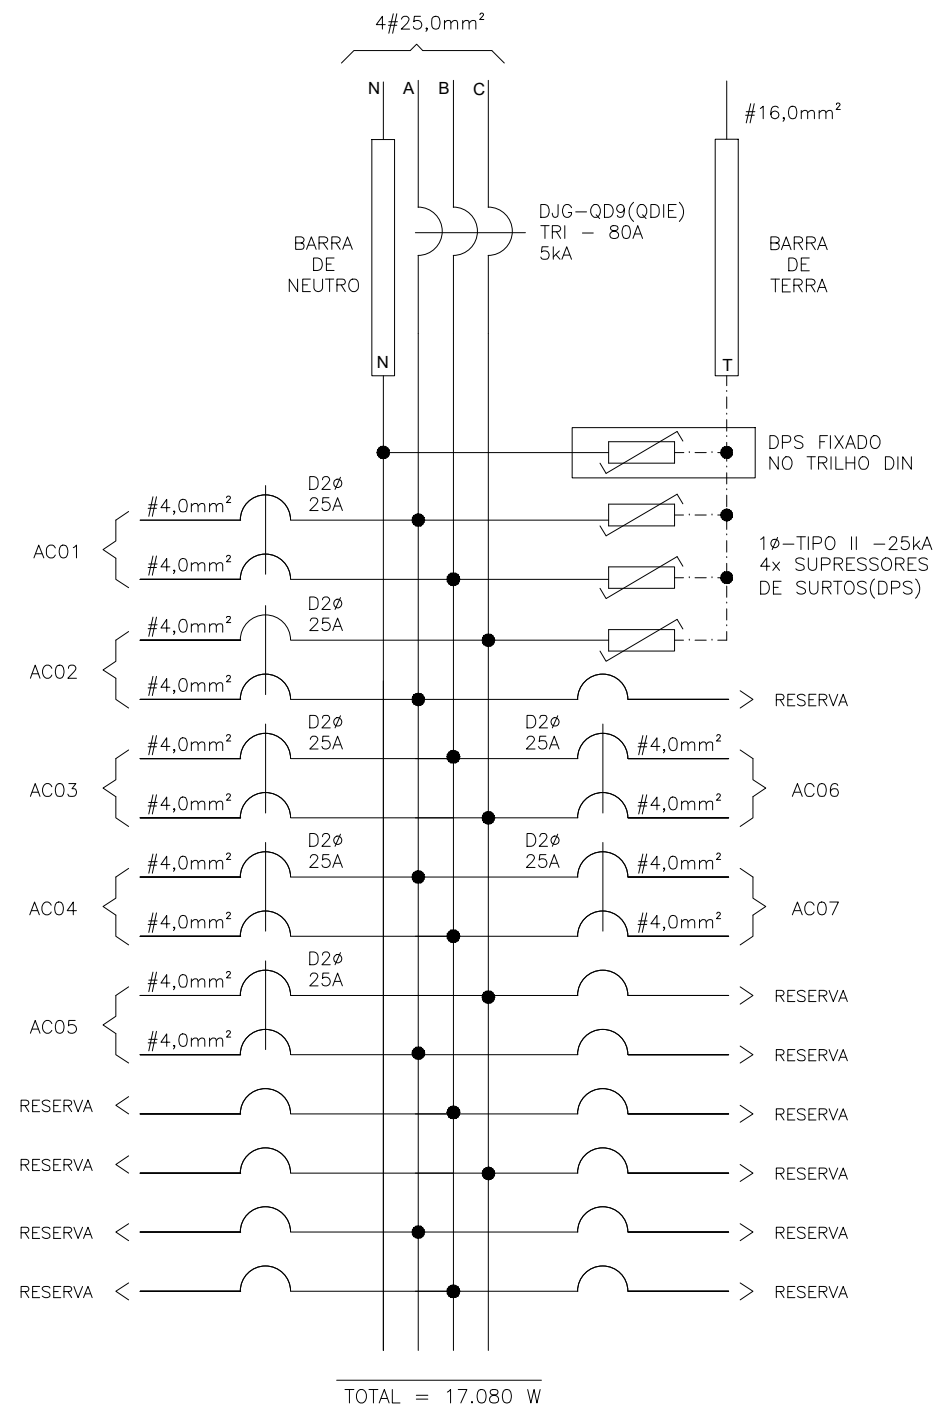 4#25,0mm²
N A B C
#16,0mm²
DJG-QD9(QDIE)
TRI - 80A
5kA
BARRA
DE
NEUTRO
BARRA
DE
TERRA
N
T
DPS FIXADO
NO TRILHO DIN
1ø-TIPO II -25kA
4x SUPRESSORES
DE SURTOS(DPS)
AC01
#4,0mm²
D2ø
25A
#4,0mm²
AC02
#4,0mm²
D2ø
25A
#4,0mm²
RESERVA
AC03
#4,0mm²
D2ø
25A
#4,0mm²
D2ø
25A
#4,0mm²
#4,0mm²
AC06
AC04
#4,0mm²
D2ø
25A
#4,0mm²
D2ø
25A
#4,0mm²
#4,0mm²
AC07
AC05
#4,0mm²
D2ø
25A
#4,0mm²
RESERVA
RESERVA
RESERVA
RESERVA
RESERVA
RESERVA
RESERVA
RESERVA
RESERVA
RESERVA
TOTAL = 17.080 W